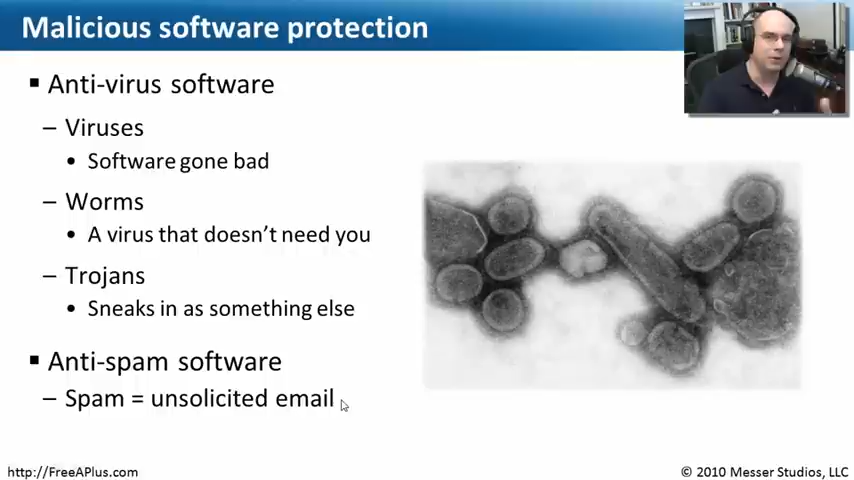 Malicious software protection
▪ Anti-virus software
– Viruses
• Software gone bad
– Worms
• A virus that doesn't need you
– Trojans
• Sneaks in as something else
▪ Anti-spam software
– Spam = unsolicited email
http://FreeAPlus.com
© 2010 Messer Studios, LLC